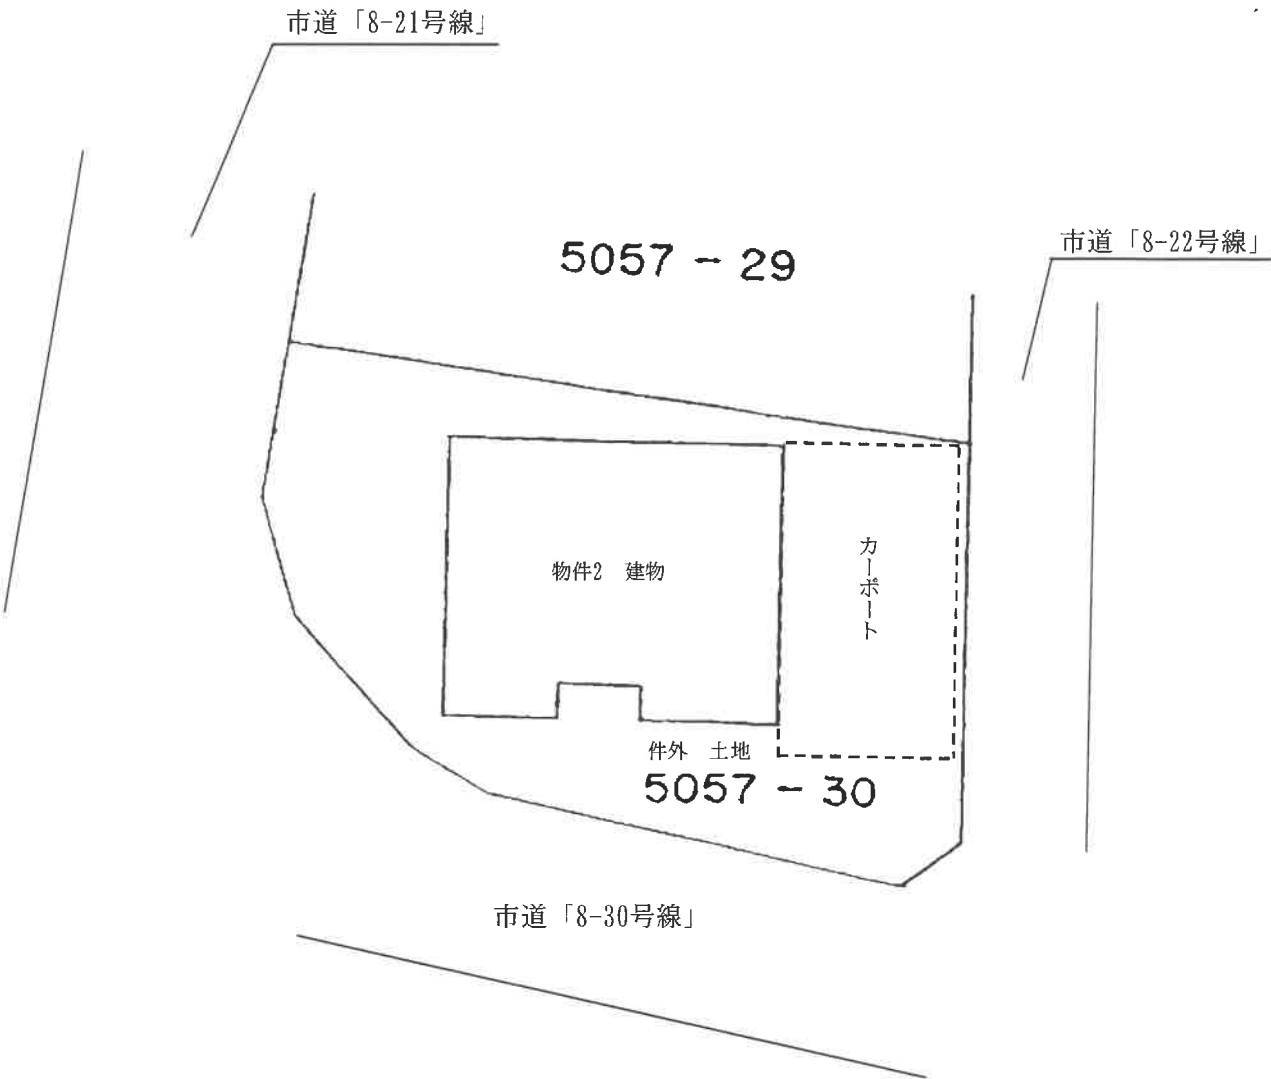 市道「8-21号線」
市道「8-22号線」
5057 - 29
カーポート
物件2 建物
件外 土地
5057 - 30
市道「8-30号線」